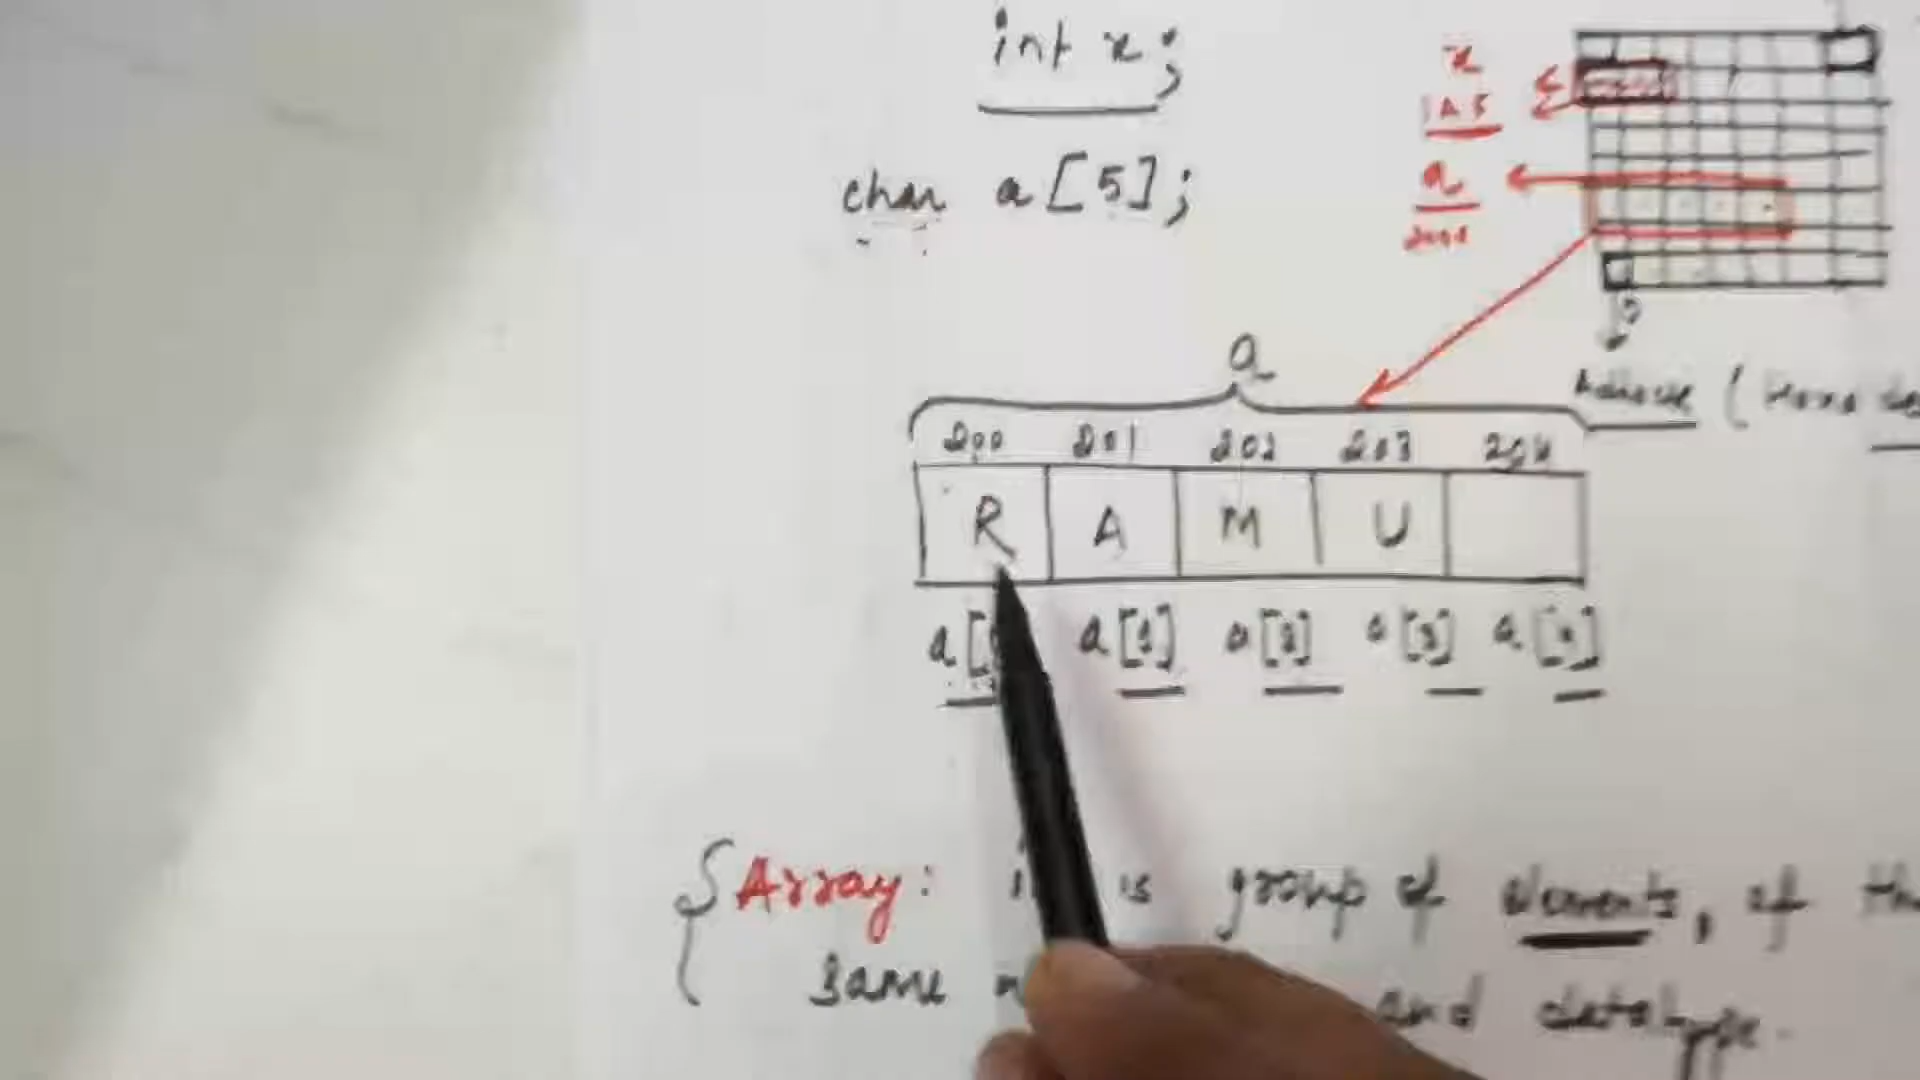 int x;
x
char a[5];
a
a
200 201 202 203 204
R A M U
a[ a[1] a[2] a[3] a[4]
Array: is group of elements, of
same and datatype.